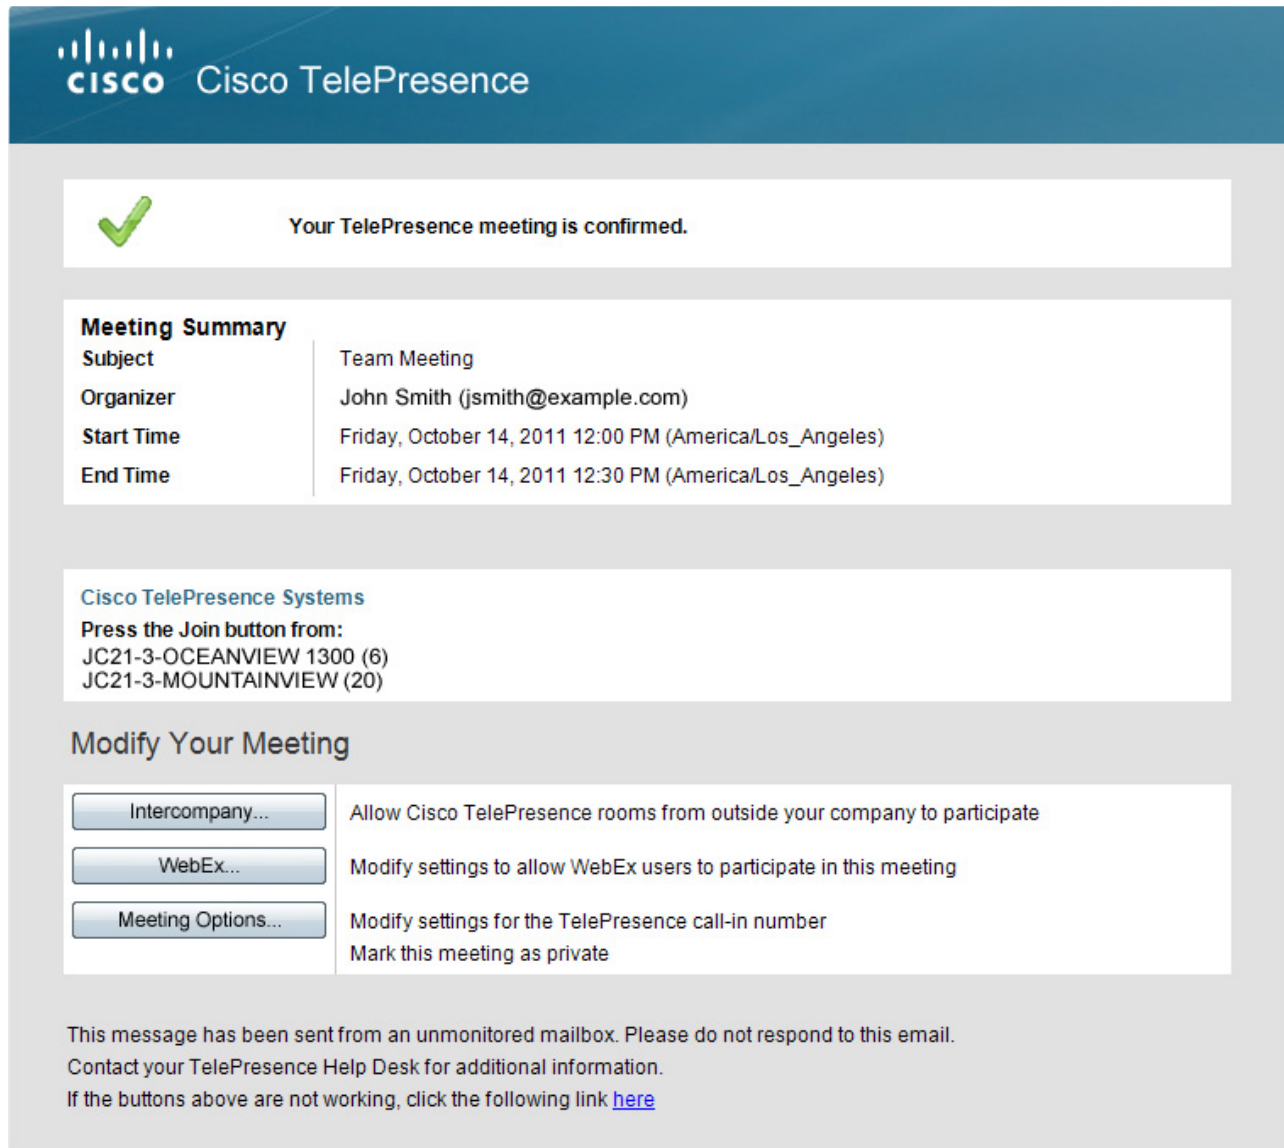 CISCO Cisco TelePresence
Your TelePresence meeting is confirmed.
Meeting Summary
Subject Team Meeting
Organizer John Smith (jsmith@example.com)
Start Time Friday, October 14, 2011 12:00 PM (America/Los_Angeles)
End Time Friday, October 14, 2011 12:30 PM (America/Los_Angeles)
Cisco TelePresence Systems
Press the Join button from:
JC21-3-OCEANVIEW 1300 (6)
JC21-3-MOUNTAINVIEW (20)
Modify Your Meeting
Intercompany... Allow Cisco TelePresence rooms from outside your company to participate
WebEx... Modify settings to allow WebEx users to participate in this meeting
Meeting Options... Modify settings for the TelePresence call-in number
Mark this meeting as private
This message has been sent from an unmonitored mailbox. Please do not respond to this email.
Contact your TelePresence Help Desk for additional information.
If the buttons above are not working, click the following link here